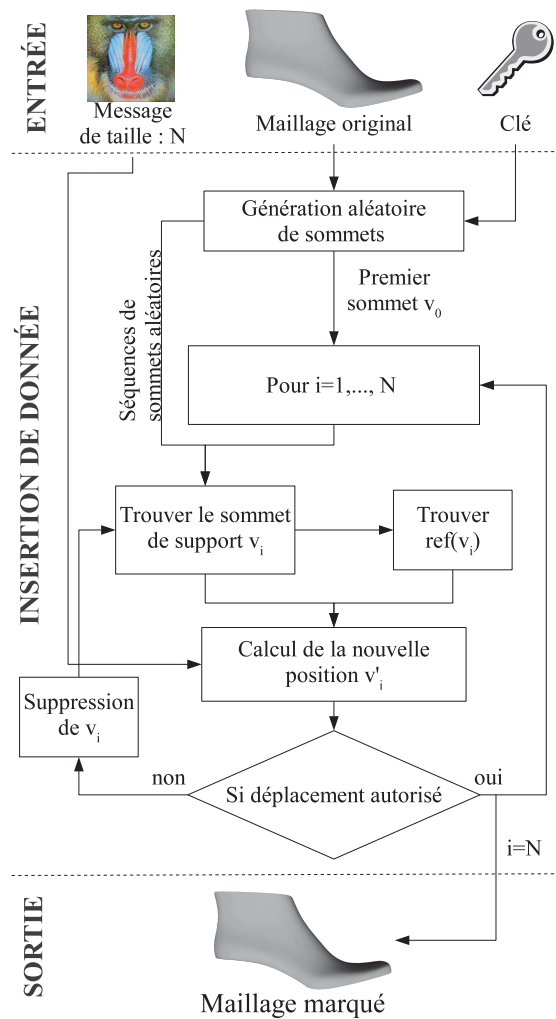 ENTRÉE
Message
de taille : N
Maillage original
Clé
INSERTION DE DONNÉE
Génération aléatoire
de sommets
Séquences de
sommets aléatoires
Premier
sommet v₀
Pour i=1,..., N
Trouver le sommet
de support vᵢ
Trouver
ref(vᵢ)
Calcul de la nouvelle
position v'ᵢ
Suppression
de vᵢ
non
Si déplacement autorisé
oui
i=N
SORTIE
Maillage marqué